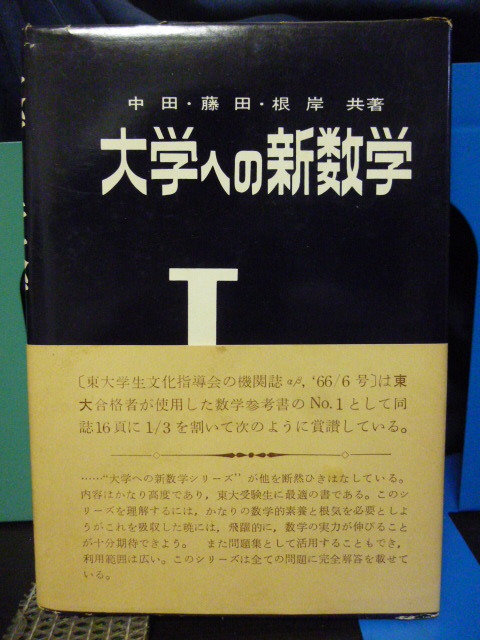 中田・藤田・根岸 共著
大学への新数学
I
〔東大学生文化指導会の機関誌αβ, '66/6号〕は東
大合格者が使用した数学参考書のNo.1として同
誌16頁に1/3を割いて次のように賞讃している。
……"大学への新数学シリーズ"が他を断然ひきはなしている。
内容はかなり高度であり，東大受験生に最適の書である。このシ
リーズを理解するには，かなりの数学的素養と根気を必要としよ
うがこれを吸収した暁には，飛躍的に，数学の実力が伸びること
が十分期待できよう。 また問題集として活用することもでき，
利用範囲は広い。このシリーズは全ての問題に完全解答を載せて
いる。